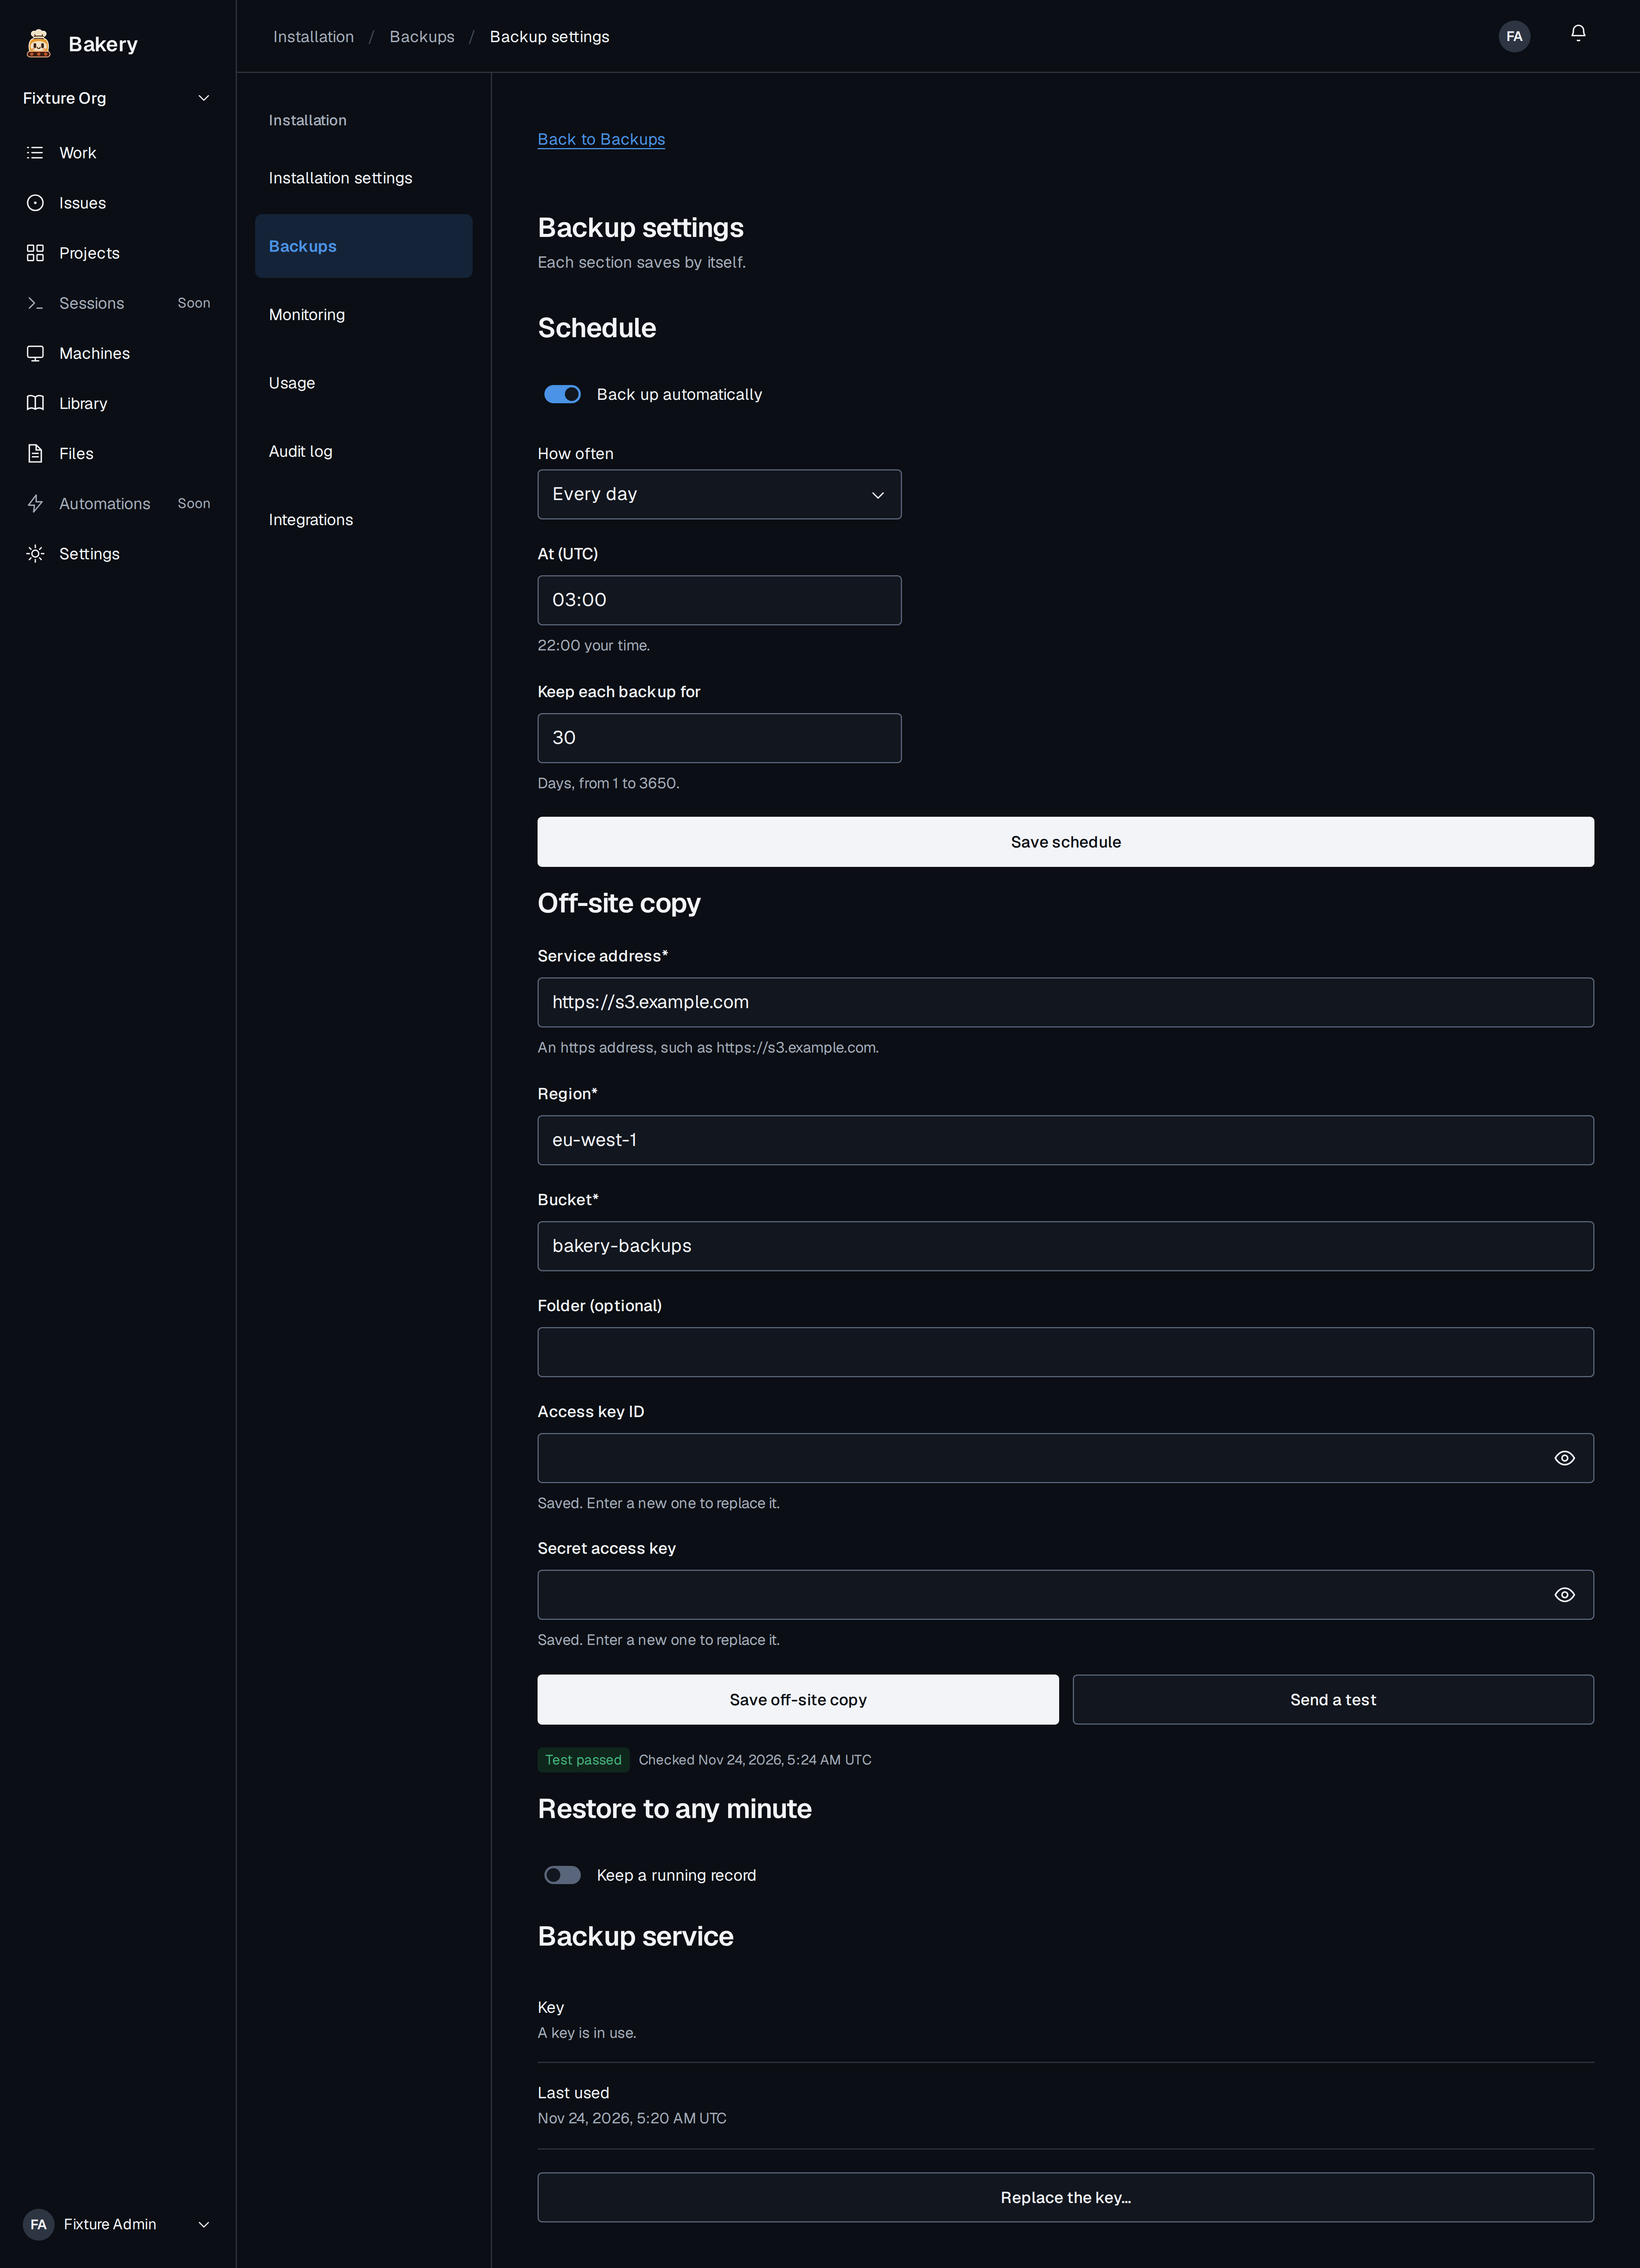 Bakery
Fixture Org
Work
Issues
Projects
Sessions Soon
Machines
Library
Files
Automations Soon
Settings
FA Fixture Admin
Installation / Backups / Backup settings
FA
Installation
Installation settings
Backups
Monitoring
Usage
Audit log
Integrations
Back to Backups
Backup settings
Each section saves by itself.
Schedule
Back up automatically
How often
Every day
At (UTC)
03:00
22:00 your time.
Keep each backup for
30
Days, from 1 to 3650.
Save schedule
Off-site copy
Service address*
https://s3.example.com
An https address, such as https://s3.example.com.
Region*
eu-west-1
Bucket*
bakery-backups
Folder (optional)
Access key ID
Saved. Enter a new one to replace it.
Secret access key
Saved. Enter a new one to replace it.
Save off-site copy
Send a test
Test passed Checked Nov 24, 2026, 5:24 AM UTC
Restore to any minute
Keep a running record
Backup service
Key
A key is in use.
Last used
Nov 24, 2026, 5:20 AM UTC
Replace the key...